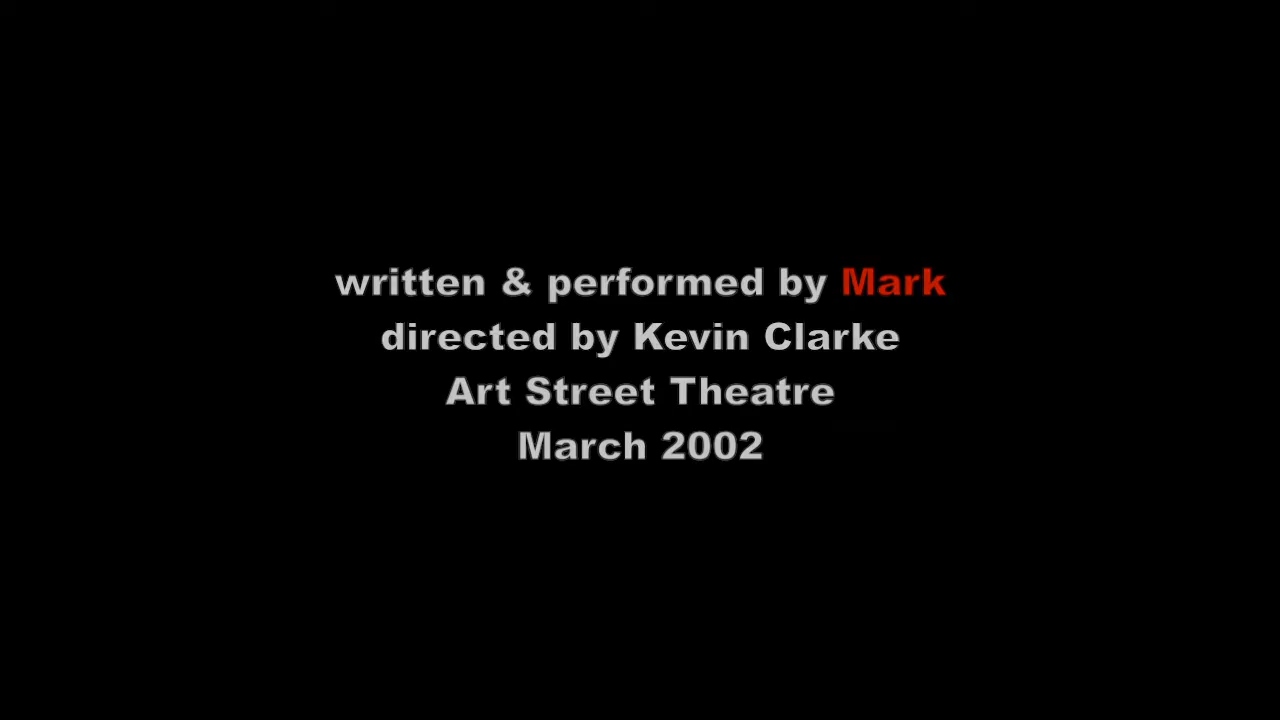 written & performed by Mark
directed by Kevin Clarke
Art Street Theatre
March 2002